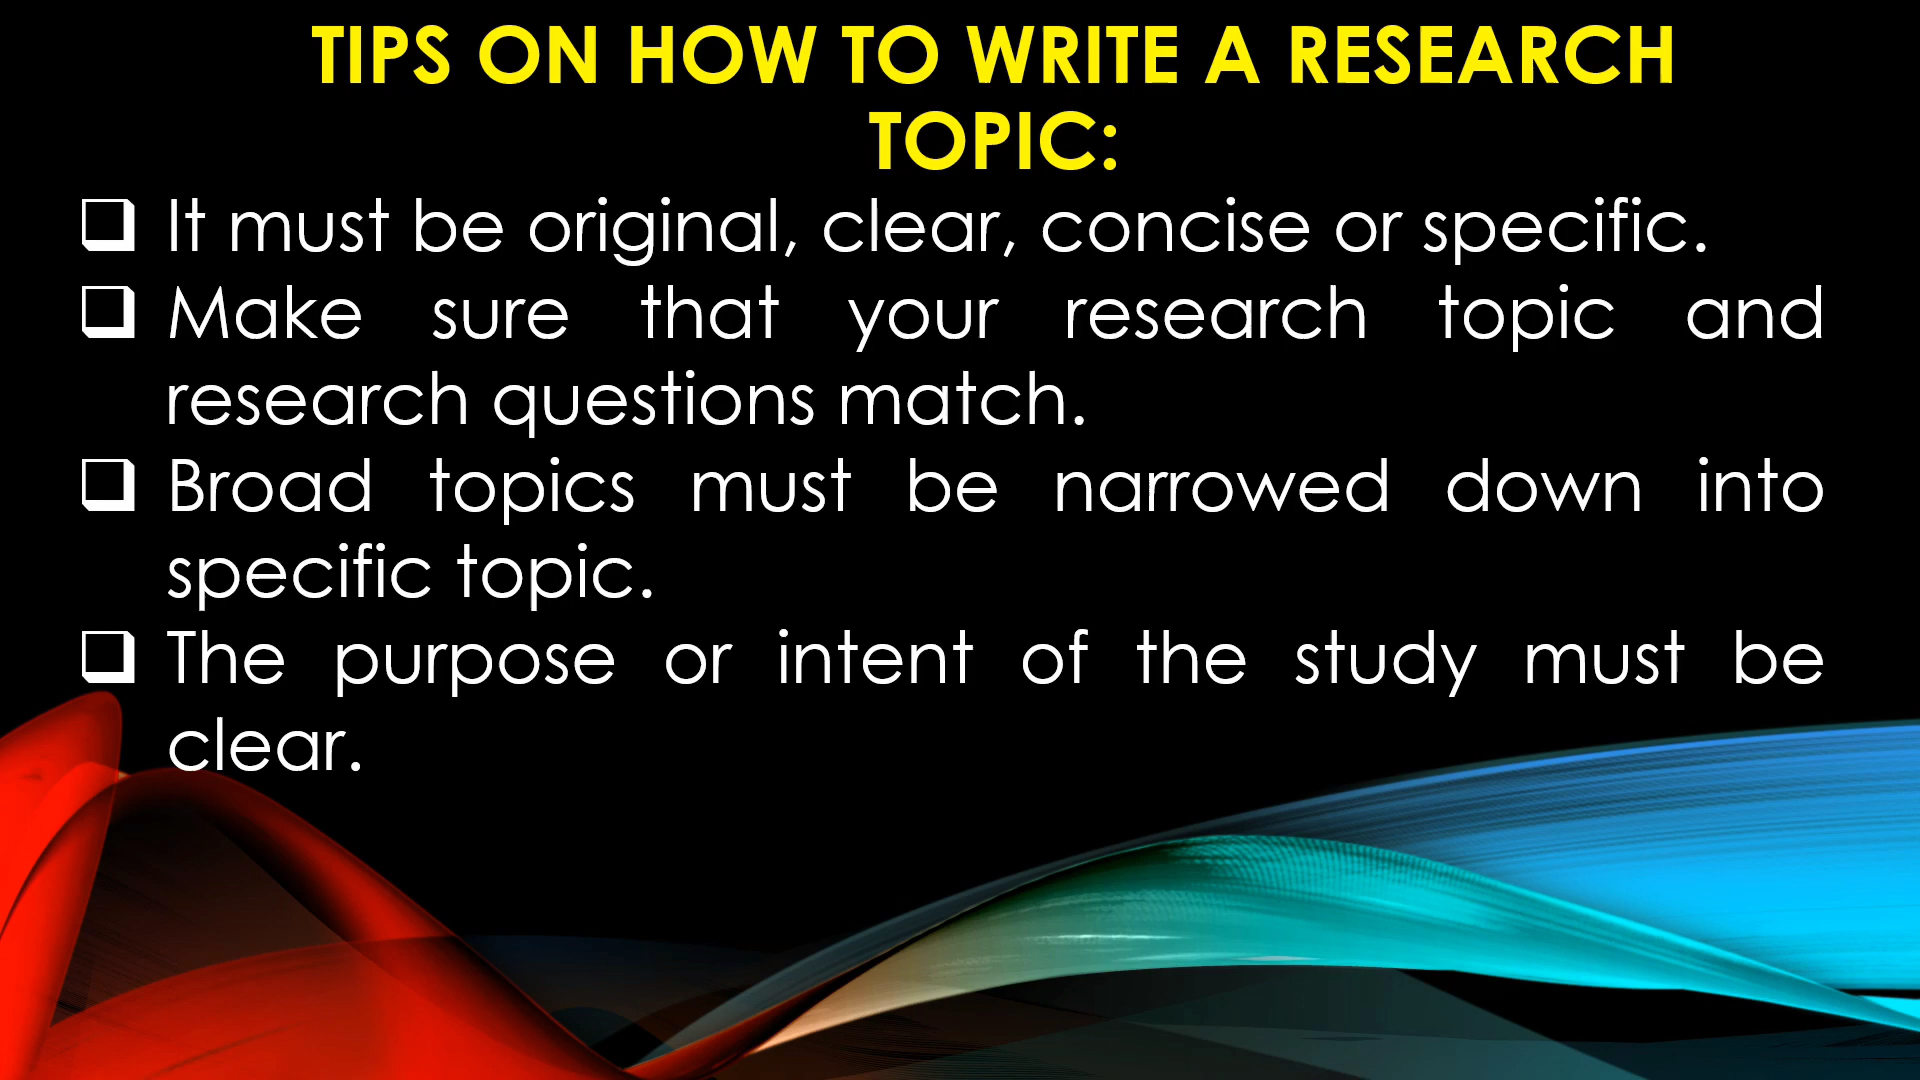 TIPS ON HOW TO WRITE A RESEARCH
TOPIC:
❑ It must be original, clear, concise or specific.
❑ Make sure that your research topic and
research questions match.
❑ Broad topics must be narrowed down into
specific topic.
❑ The purpose or intent of the study must be
clear.